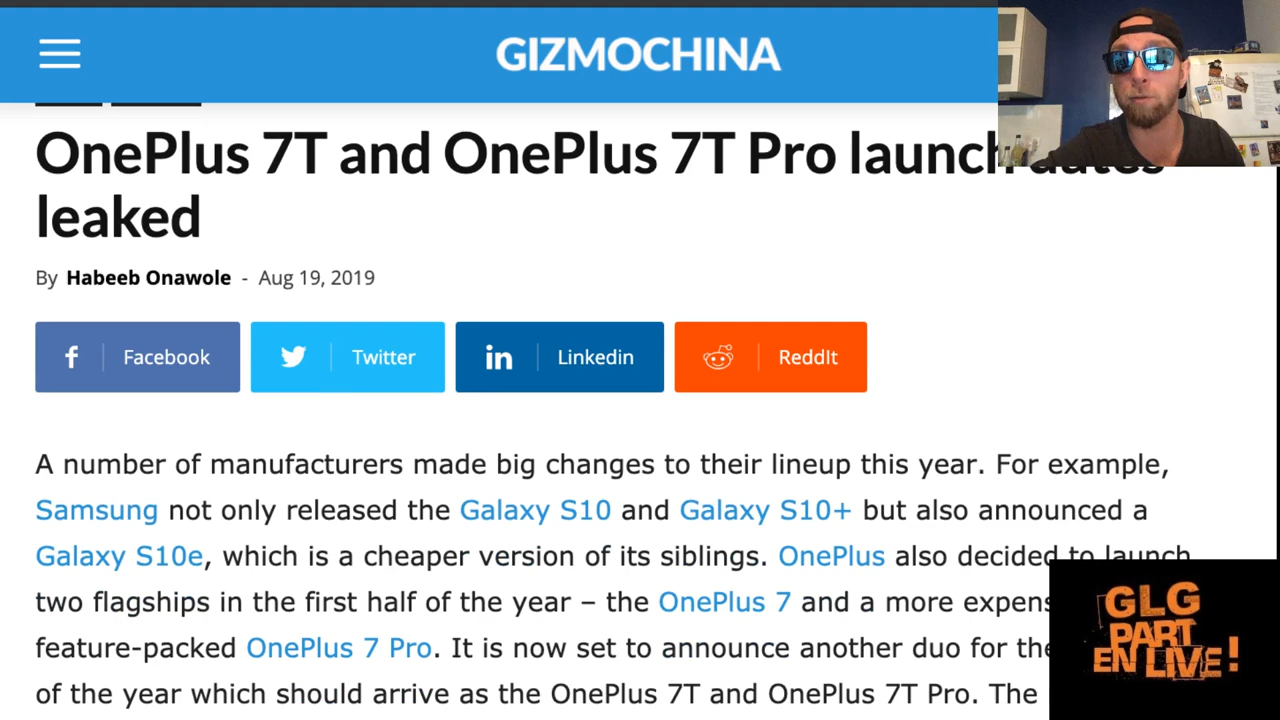 GIZMOCHINA
OnePlus 7T and OnePlus 7T Pro launch dates
leaked
By Habeeb Onawole - Aug 19, 2019
Facebook
Twitter
Linkedin
ReddIt
A number of manufacturers made big changes to their lineup this year. For example,
Samsung not only released the Galaxy S10 and Galaxy S10+ but also announced a
Galaxy S10e, which is a cheaper version of its siblings. OnePlus also decided to launch
two flagships in the first half of the year – the OnePlus 7 and a more expens
feature-packed OnePlus 7 Pro. It is now set to announce another duo for the
of the year which should arrive as the OnePlus 7T and OnePlus 7T Pro. The
GLG
PART
EN LIVE !